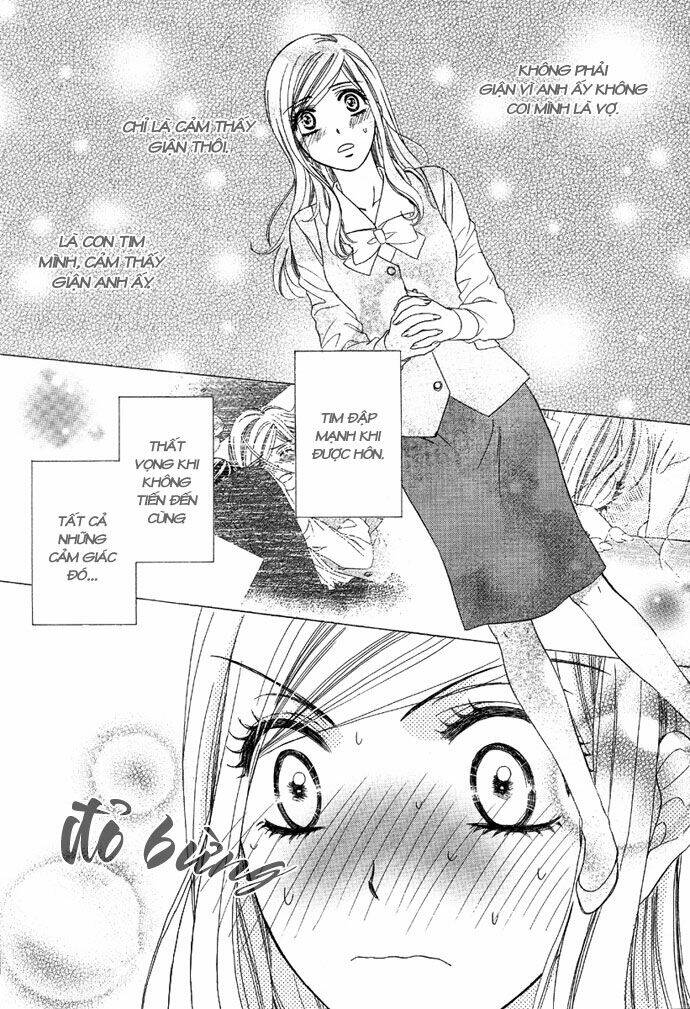 KHÔNG PHẢI
GIẬN VÌ ANH ẤY KHÔNG
COI MÌNH LÀ VỢ.
CHỈ LÀ CẢM THẤY
GIẬN THÔI.
LÀ CON TIM
MÌNH, CẢM THẤY
GIẬN ANH ẤY.
TIM ĐẬP
MẠNH KHI
ĐƯỢC HÔN.
THẤT
VỌNG KHI
KHÔNG
TIẾN ĐẾN
CÙNG
TẤT CẢ
NHỮNG
CẢM GIÁC
ĐÓ...
đỏ bừng